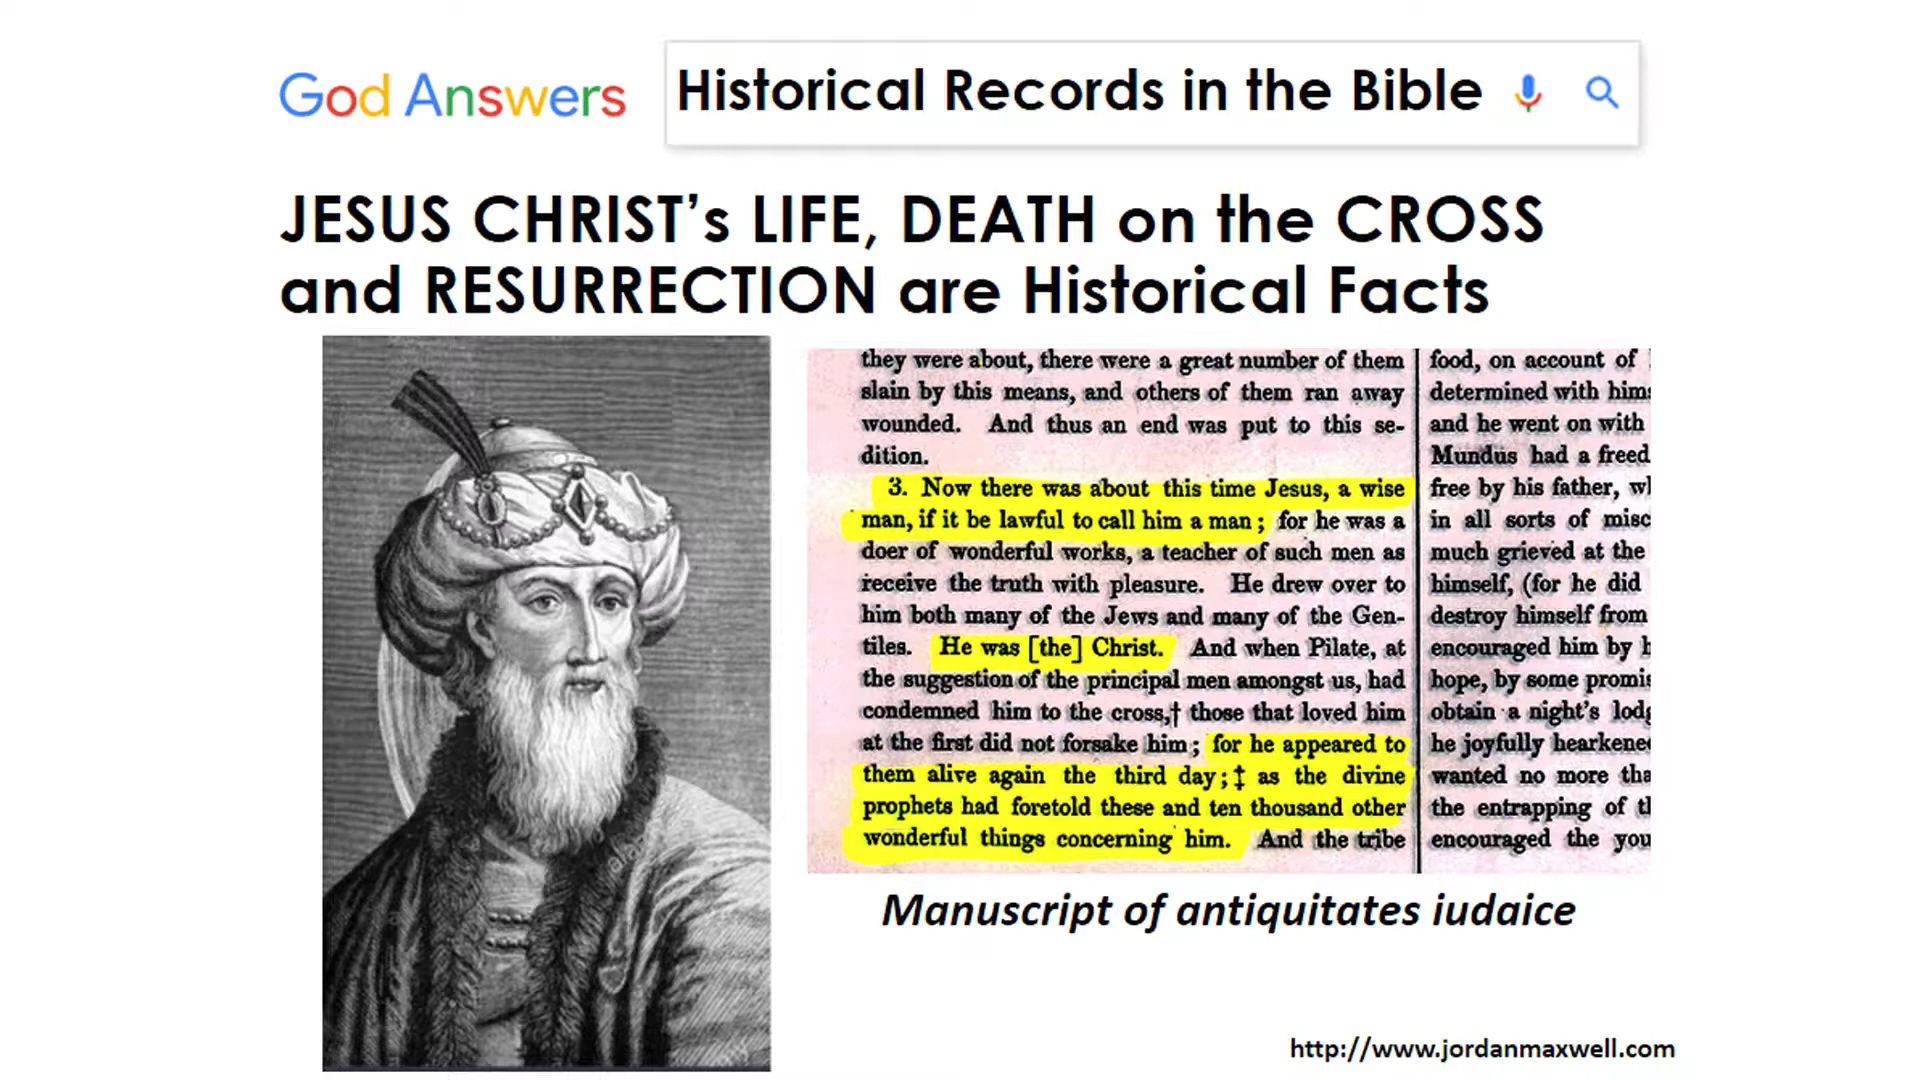 God Answers
Historical Records in the Bible
JESUS CHRIST’s LIFE, DEATH on the CROSS
and RESURRECTION are Historical Facts
they were about, there were a great number of them
slain by this means, and others of them ran away
wounded. And thus an end was put to this se-
dition.
3. Now there was about this time Jesus, a wise
man, if it be lawful to call him a man; for he was a
doer of wonderful works, a teacher of such men as
receive the truth with pleasure. He drew over to
him both many of the Jews and many of the Gen-
tiles. He was [the] Christ. And when Pilate, at
the suggestion of the principal men amongst us, had
condemned him to the cross,† those that loved him
at the first did not forsake him; for he appeared to
them alive again the third day;‡ as the divine
prophets had foretold these and ten thousand other
wonderful things concerning him. And the tribe
food, on account of
determined with
and he went on with
Mundus had a freed
free by his father,
in all sorts of
much grieved at the
himself, (for he did
destroy himself from
encouraged him by
hope, by some
obtain a night's
he joyfully
wanted no more
the entrapping of
encouraged the
Manuscript of antiquitates iudaice
http://www.jordanmaxwell.com